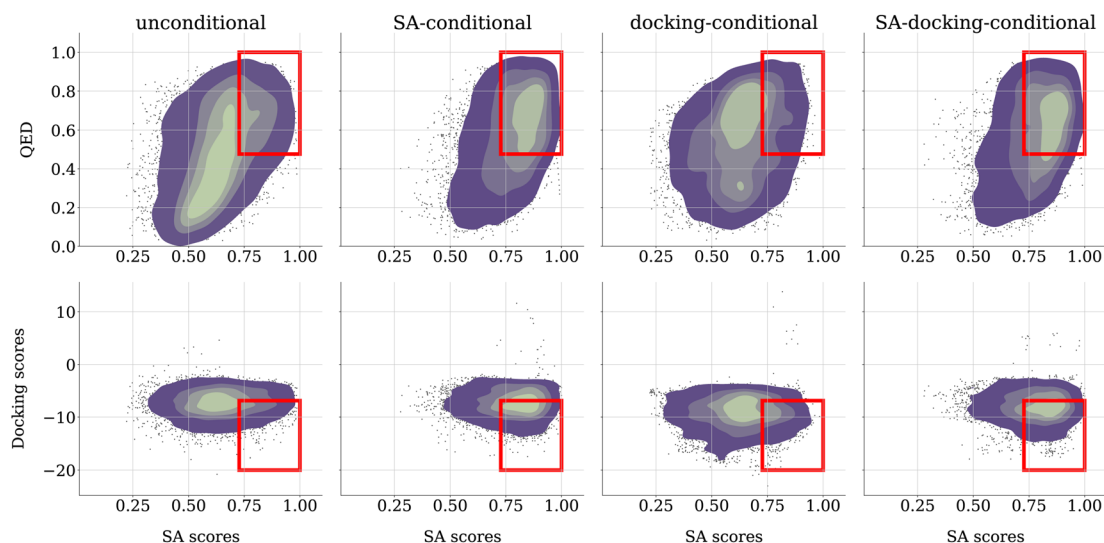 unconditional SA-conditional docking-conditional SA-docking-conditional
1.0
0.8
0.6
0.4
0.2
0.0
QED
0.25 0.50 0.75 1.00 0.25 0.50 0.75 1.00 0.25 0.50 0.75 1.00 0.25 0.50 0.75 1.00
10
0
−10
−20
Docking scores
0.25 0.50 0.75 1.00 0.25 0.50 0.75 1.00 0.25 0.50 0.75 1.00 0.25 0.50 0.75 1.00
SA scores SA scores SA scores SA scores